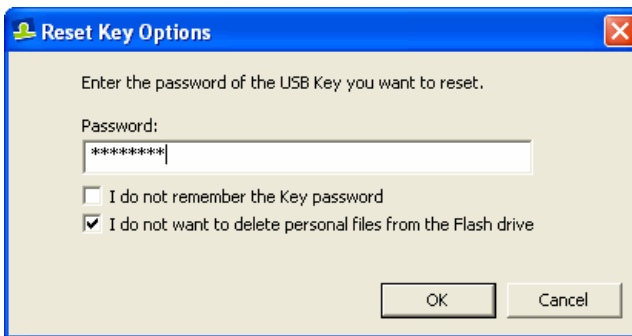 Reset Key Options
Enter the password of the USB Key you want to reset.
Password:
********
I do not remember the Key password
I do not want to delete personal files from the Flash drive
OK Cancel